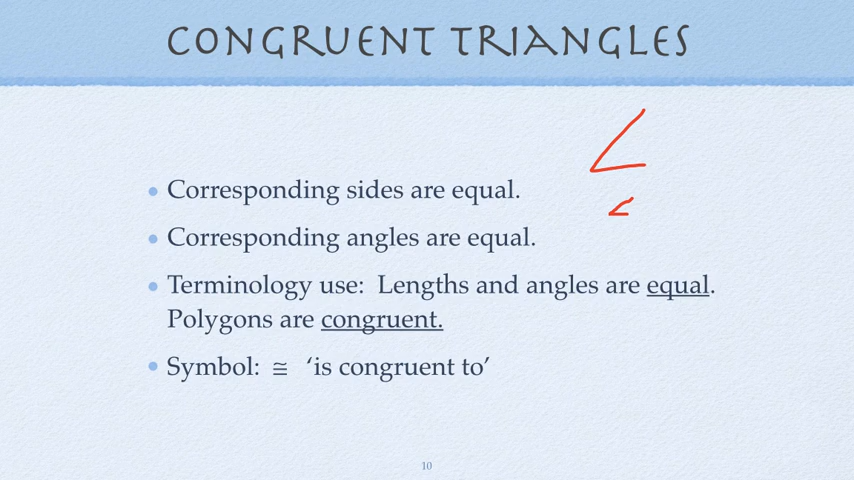 CONGRUENT TRIANGLES
• Corresponding sides are equal.
• Corresponding angles are equal.
• Terminology use: Lengths and angles are equal.
Polygons are congruent.
• Symbol: ≅ ‘is congruent to’
10